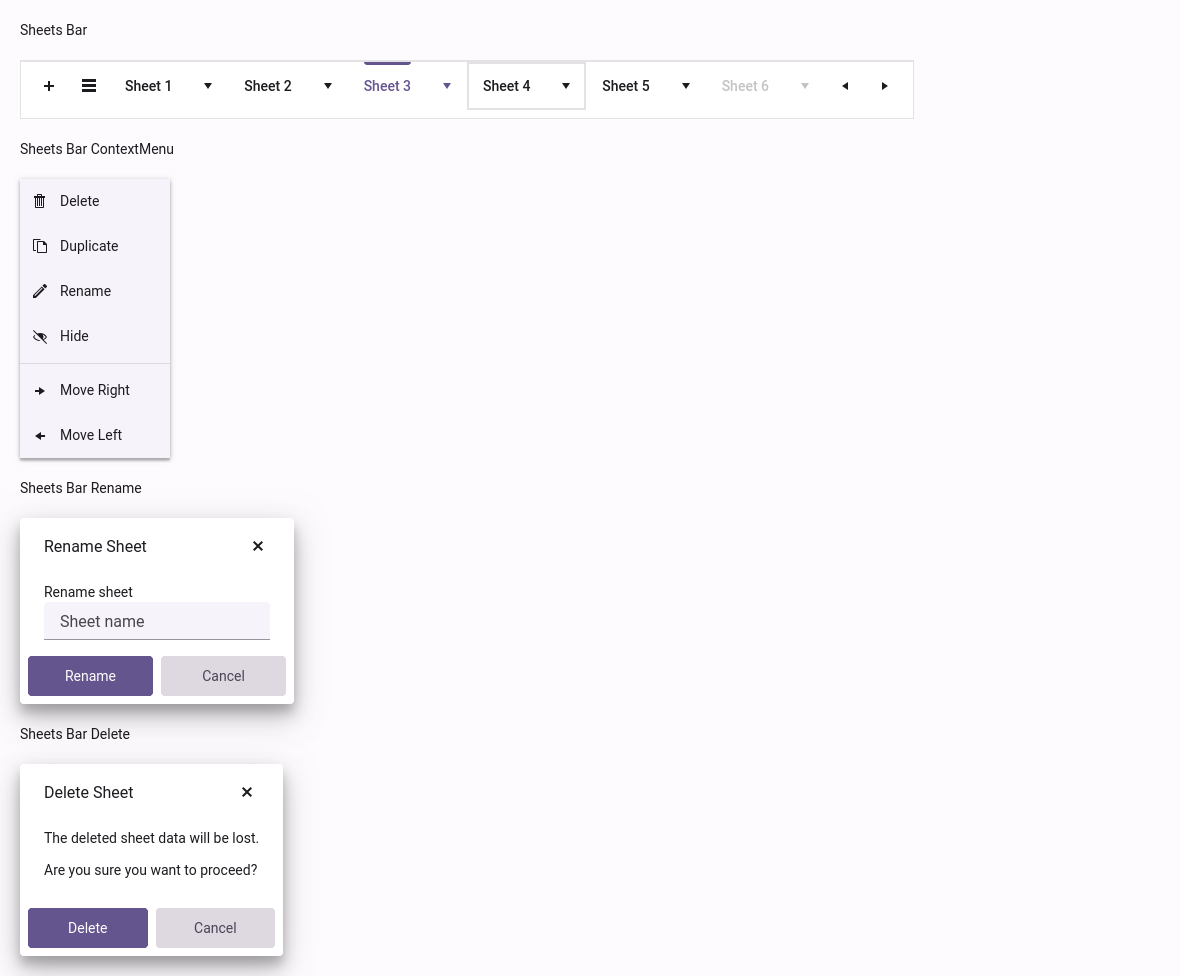 Sheets Bar
Sheet 1 Sheet 2 Sheet 3 Sheet 4 Sheet 5 Sheet 6
Sheets Bar ContextMenu
Delete
Duplicate
Rename
Hide
Move Right
Move Left
Sheets Bar Rename
Rename Sheet
Rename sheet
Sheet name
Rename Cancel
Sheets Bar Delete
Delete Sheet
The deleted sheet data will be lost.
Are you sure you want to proceed?
Delete Cancel